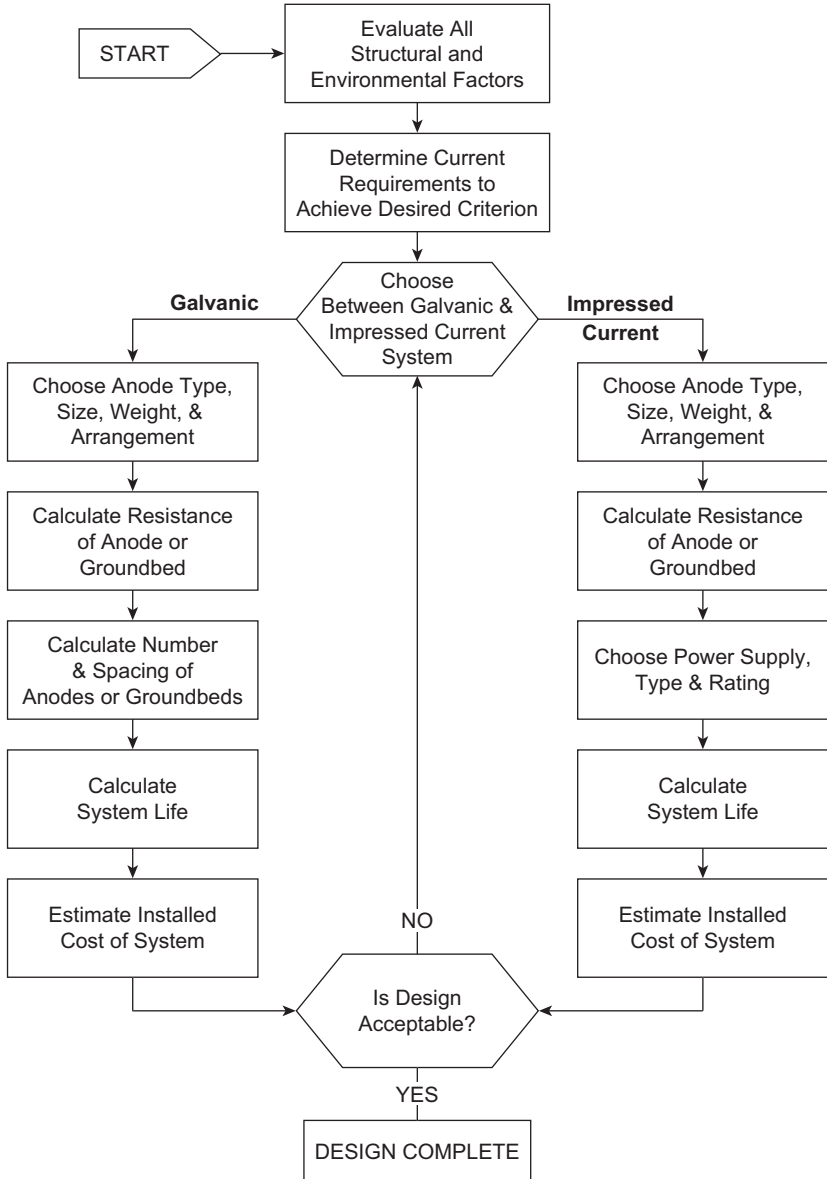 START
Evaluate All
Structural and
Environmental Factors
Determine Current
Requirements to
Achieve Desired Criterion
Choose
Between Galvanic &
Impressed Current
System
Galvanic
Impressed
Current
Choose Anode Type,
Size, Weight, &
Arrangement
Calculate Resistance
of Anode or
Groundbed
Calculate Number
& Spacing of
Anodes or Groundbeds
Calculate
System Life
Estimate Installed
Cost of System
Choose Anode Type,
Size, Weight, &
Arrangement
Calculate Resistance
of Anode or
Groundbed
Choose Power Supply,
Type & Rating
Calculate
System Life
Estimate Installed
Cost of System
NO
Is Design
Acceptable?
YES
DESIGN COMPLETE